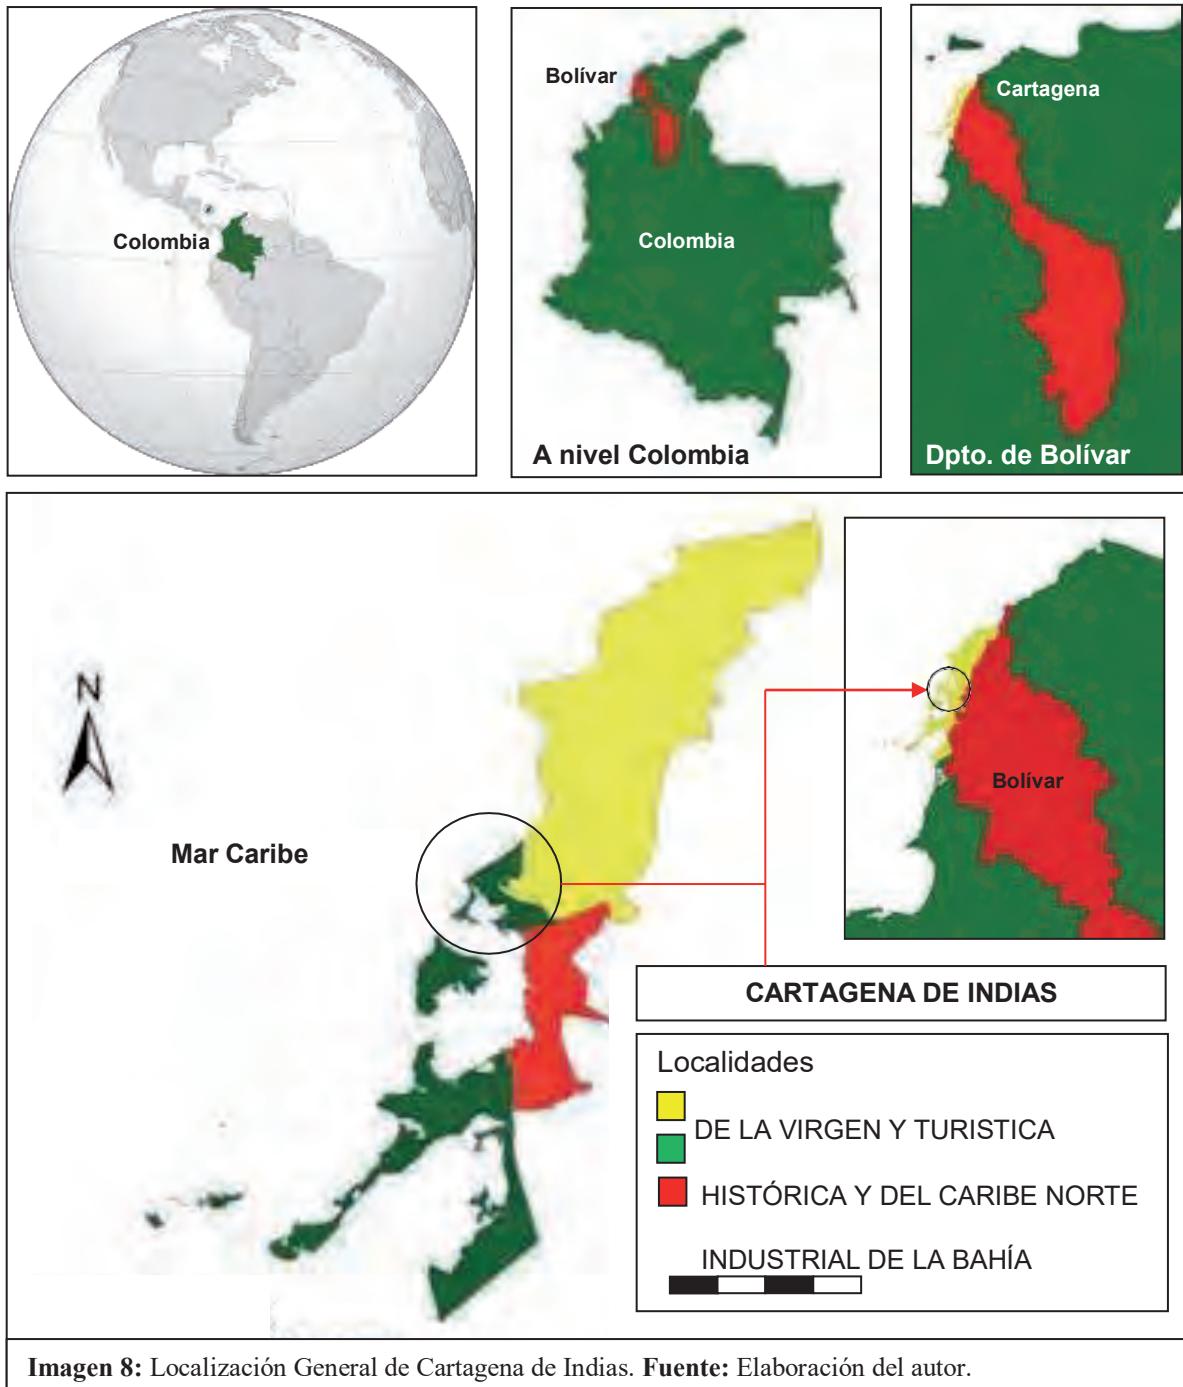 Colombia
Bolívar
Colombia
A nivel Colombia
Cartagena
Dpto. de Bolívar
N
Mar Caribe
Bolívar
CARTAGENA DE INDIAS
Localidades
DE LA VIRGEN Y TURISTICA
HISTÓRICA Y DEL CARIBE NORTE
INDUSTRIAL DE LA BAHÍA
Imagen 8: Localización General de Cartagena de Indias. Fuente: Elaboración del autor.